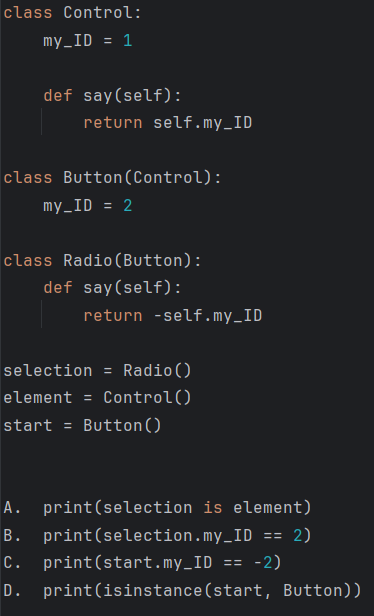 class Control:
    my_ID = 1
    def say(self):
        return self.my_ID
class Button(Control):
    my_ID = 2
class Radio(Button):
    def say(self):
        return -self.my_ID
selection = Radio()
element = Control()
start = Button()
A.  print(selection is element)
B.  print(selection.my_ID == 2)
C.  print(start.my_ID == -2)
D.  print(isinstance(start, Button))